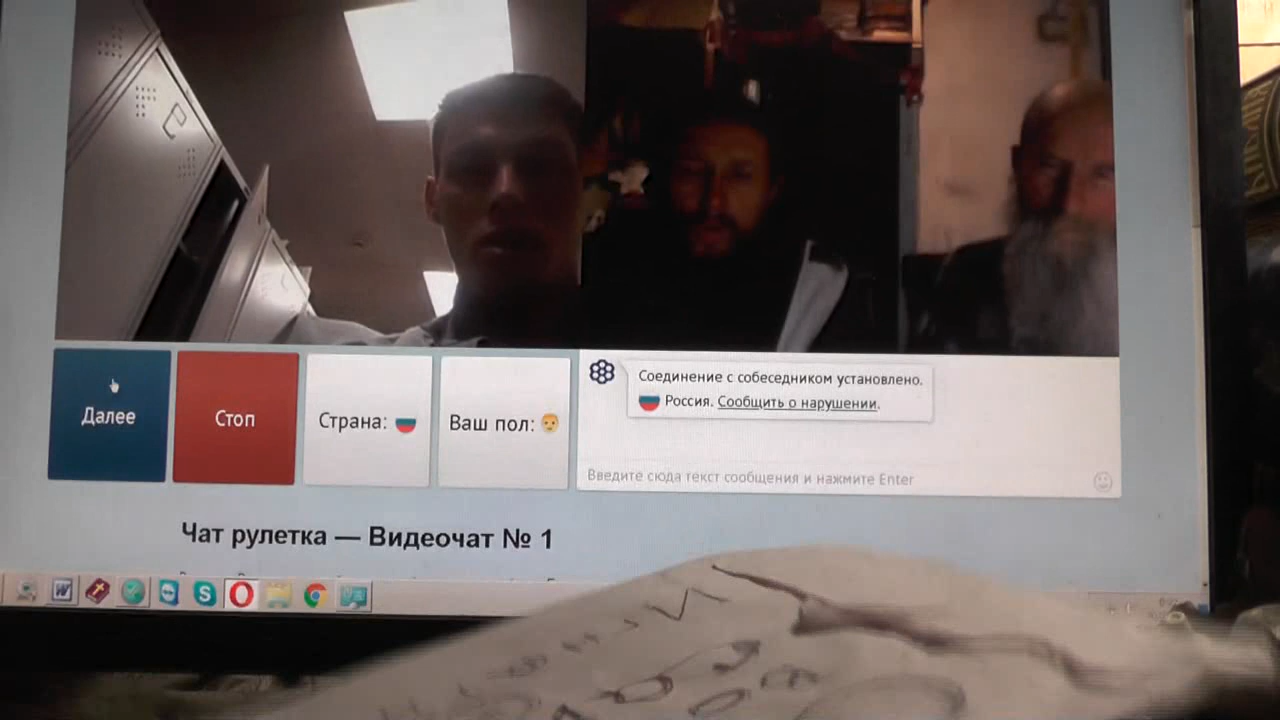 Далее
Стоп
Страна:
Ваш пол:
Соединение с собеседником установлено.
Россия. Сообщить о нарушении.
Введите сюда текст сообщения и нажмите Enter
Чат рулетка — Видеочат № 1